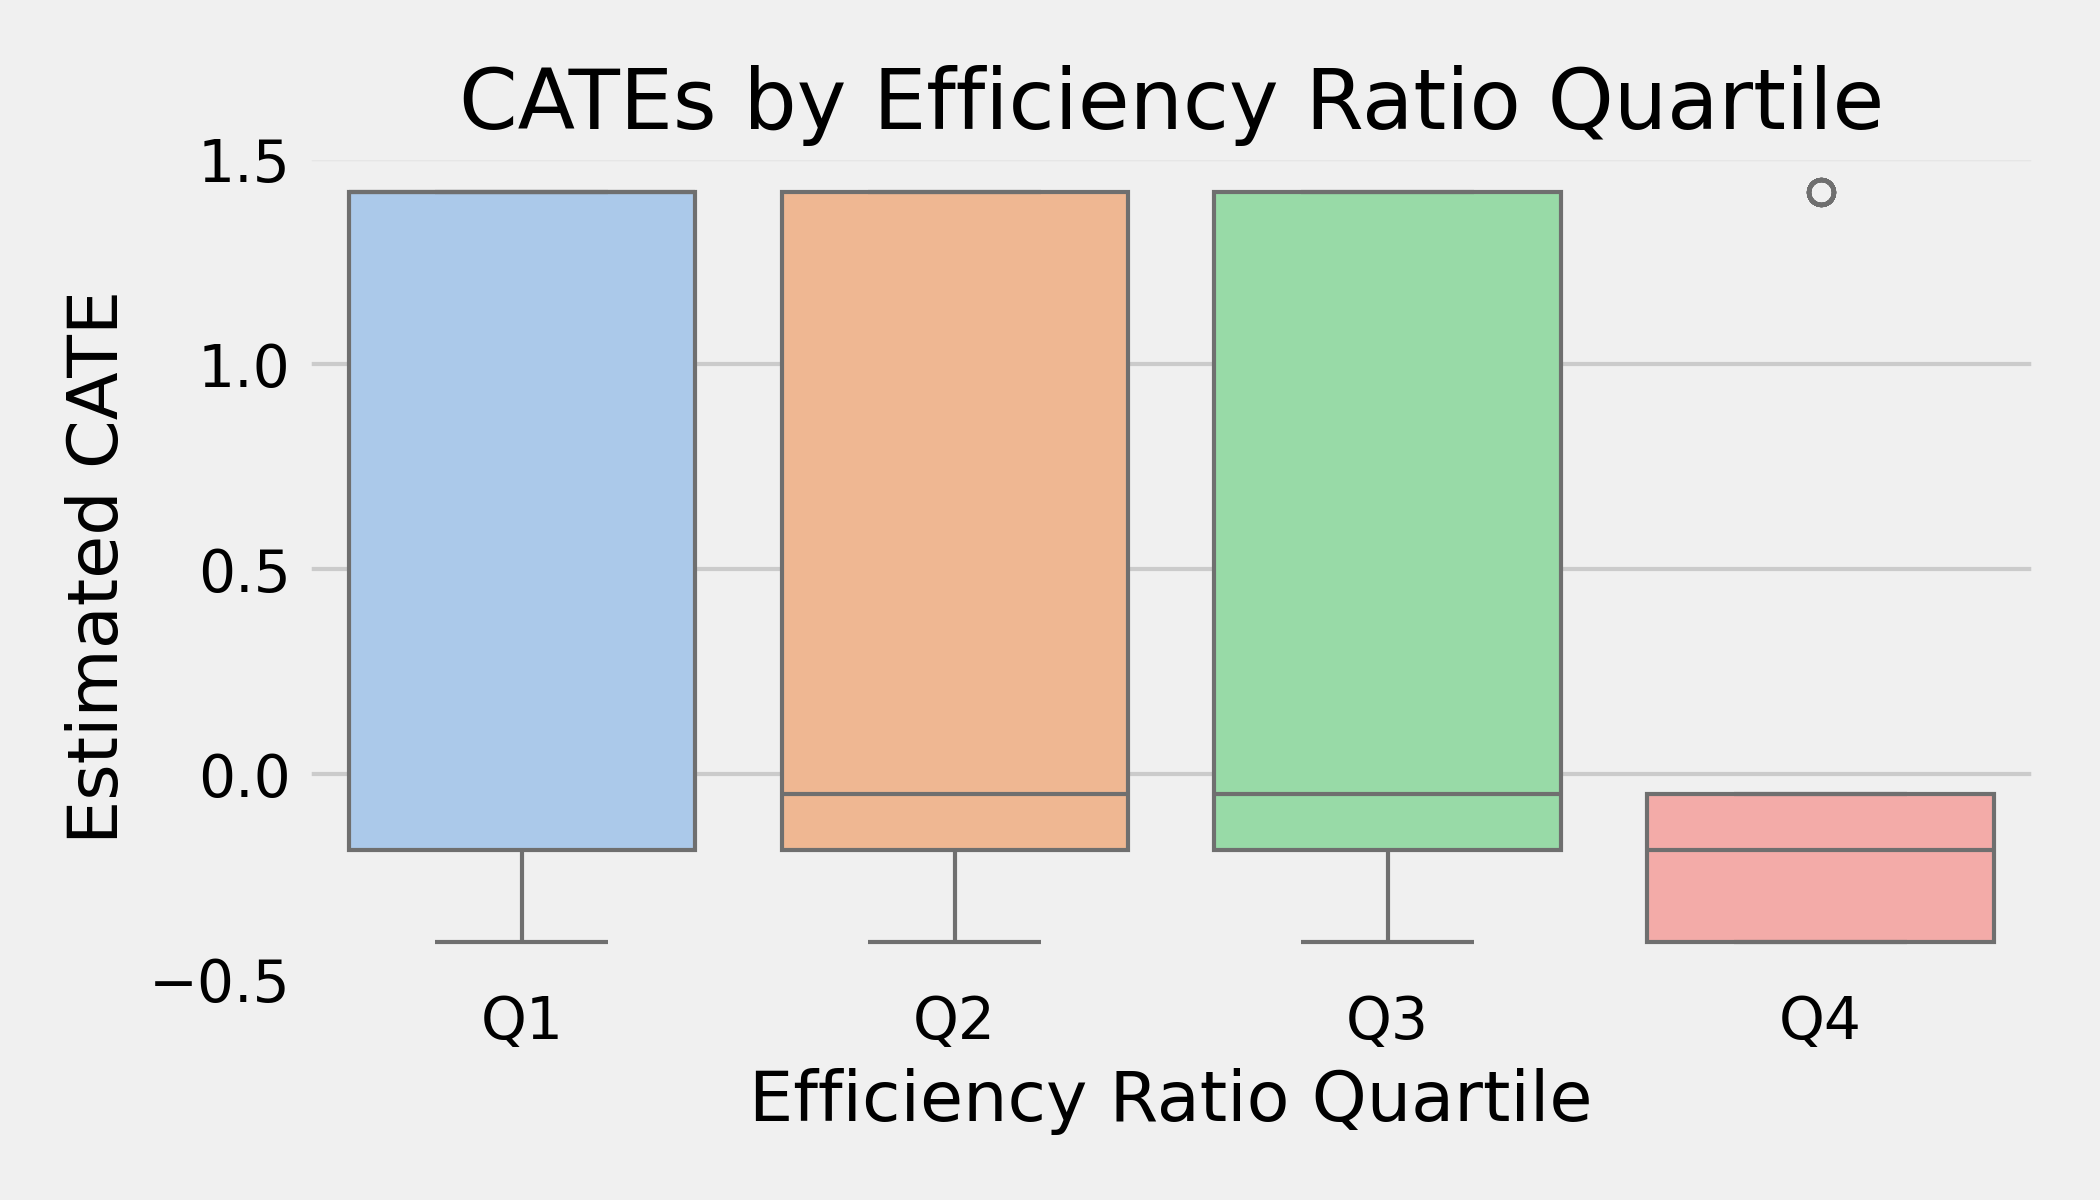 CATEs by Efficiency Ratio Quartile
Estimated CATE
1.5
1.0
0.5
0.0
−0.5
Q1 Q2 Q3 Q4
Efficiency Ratio Quartile